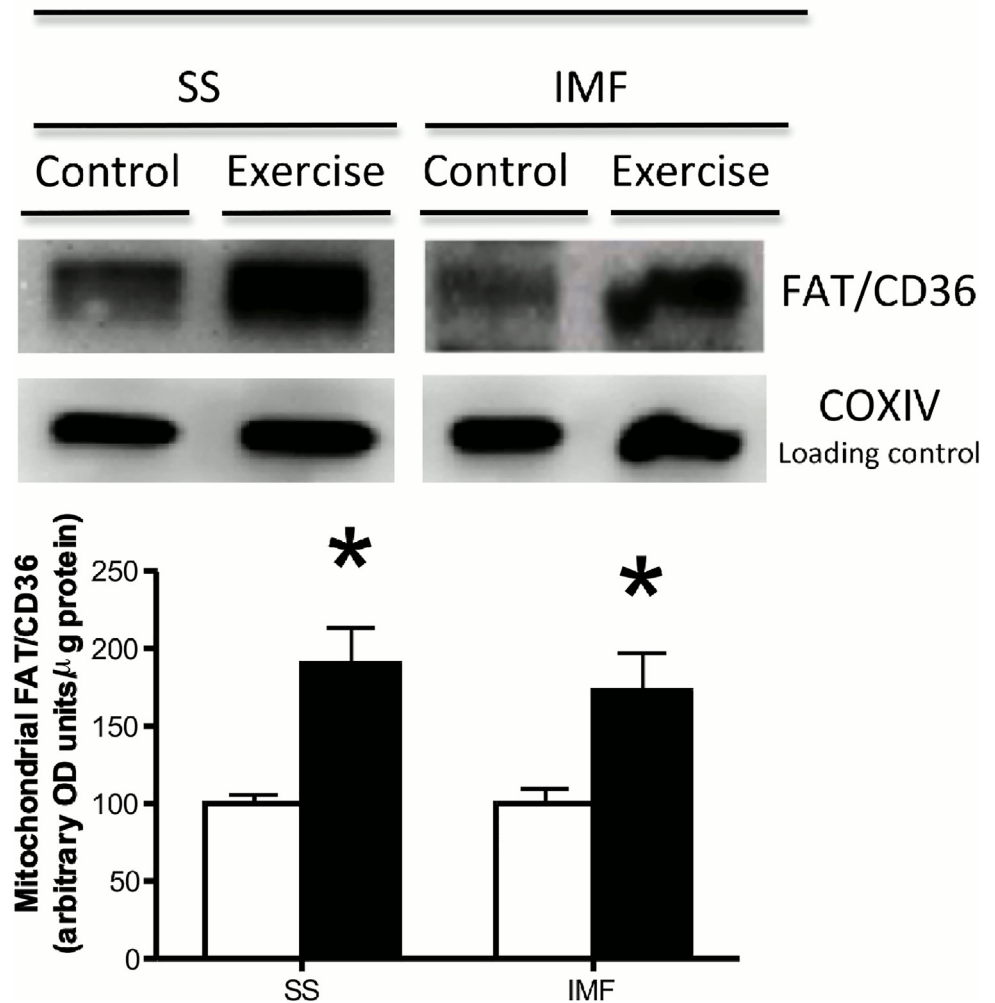 SS IMF
Control Exercise Control Exercise
FAT/CD36
COXIV
Loading control
Mitochondrial FAT/CD36
(arbitrary OD units/μg protein)
*
*
250
200
150
100
50
0
SS IMF